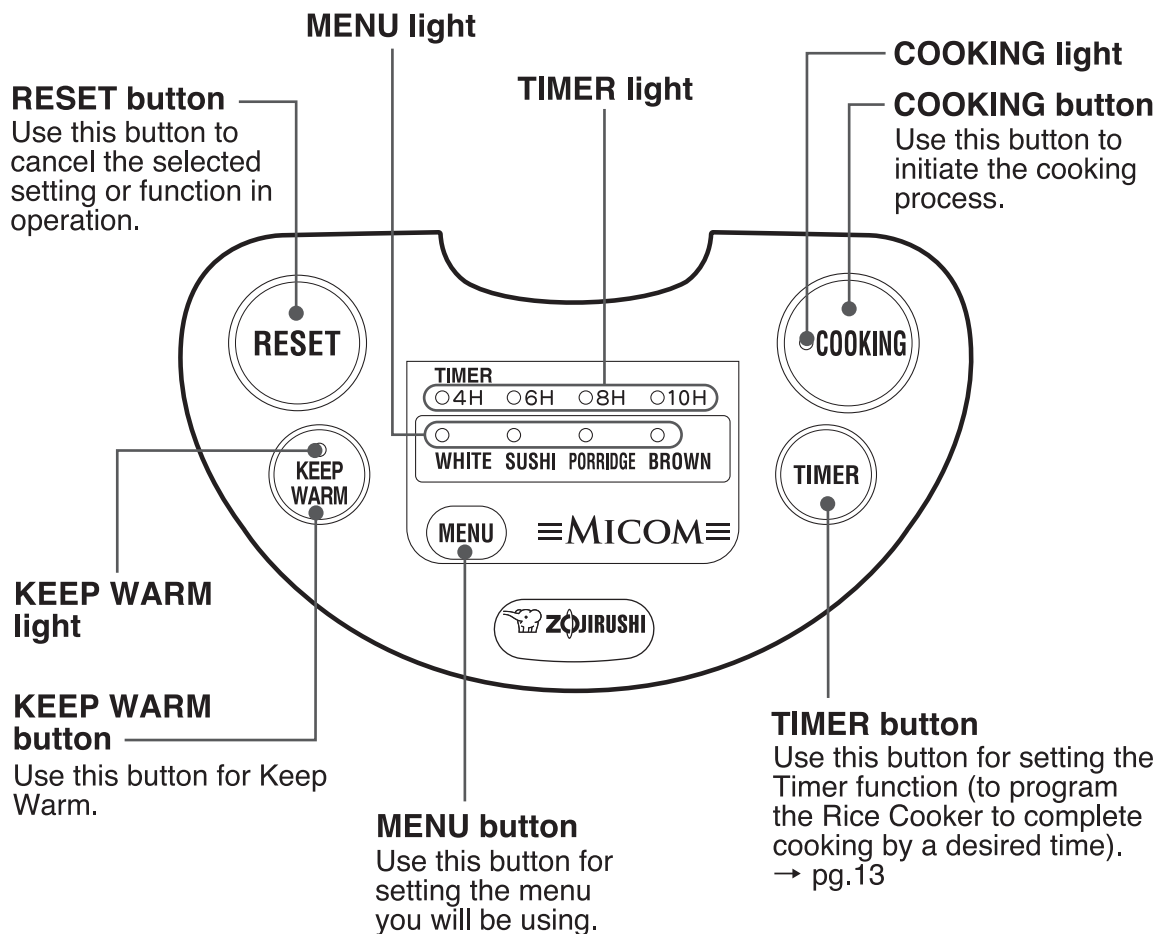 MENU light
COOKING light
TIMER light
RESET button
Use this button to
cancel the selected
setting or function in
operation.
COOKING button
Use this button to
initiate the cooking
process.
RESET
COOKING
TIMER
4H 6H 8H 10H
WHITE SUSHI PORRIDGE BROWN
KEEP
WARM
TIMER
MENU
MICOM
ZOJIRUSHI
KEEP WARM
light
KEEP WARM
button
Use this button for Keep
Warm.
MENU button
Use this button for
setting the menu
you will be using.
TIMER button
Use this button for setting the
Timer function (to program
the Rice Cooker to complete
cooking by a desired time).
→ pg.13